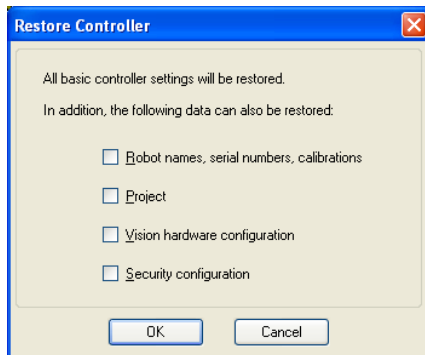 Restore Controller
All basic controller settings will be restored.
In addition, the following data can also be restored:
Robot names, serial numbers, calibrations
Project
Vision hardware configuration
Security configuration
OK
Cancel